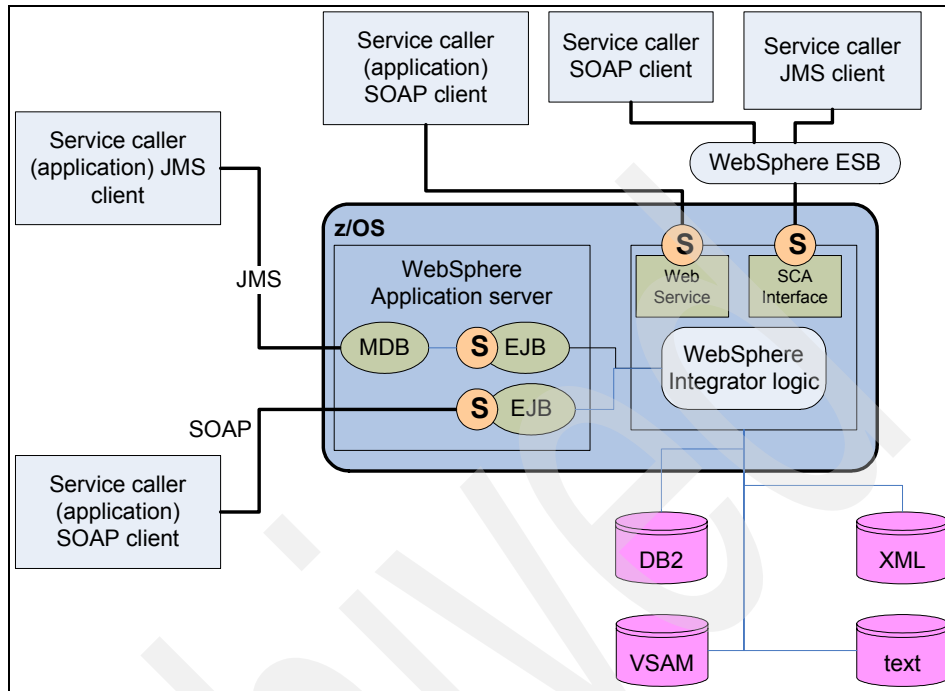 Service caller
(application)
SOAP client
Service caller
SOAP client
Service caller
JMS client
Service caller
(application) JMS
client
WebSphere ESB
z/OS
S
S
Web
Service
SCA
Interface
WebSphere
Application server
JMS
MDB
S
EJB
WebSphere
Integrator logic
S
EJB
SOAP
Service caller
(application)
SOAP client
DB2
XML
VSAM
text